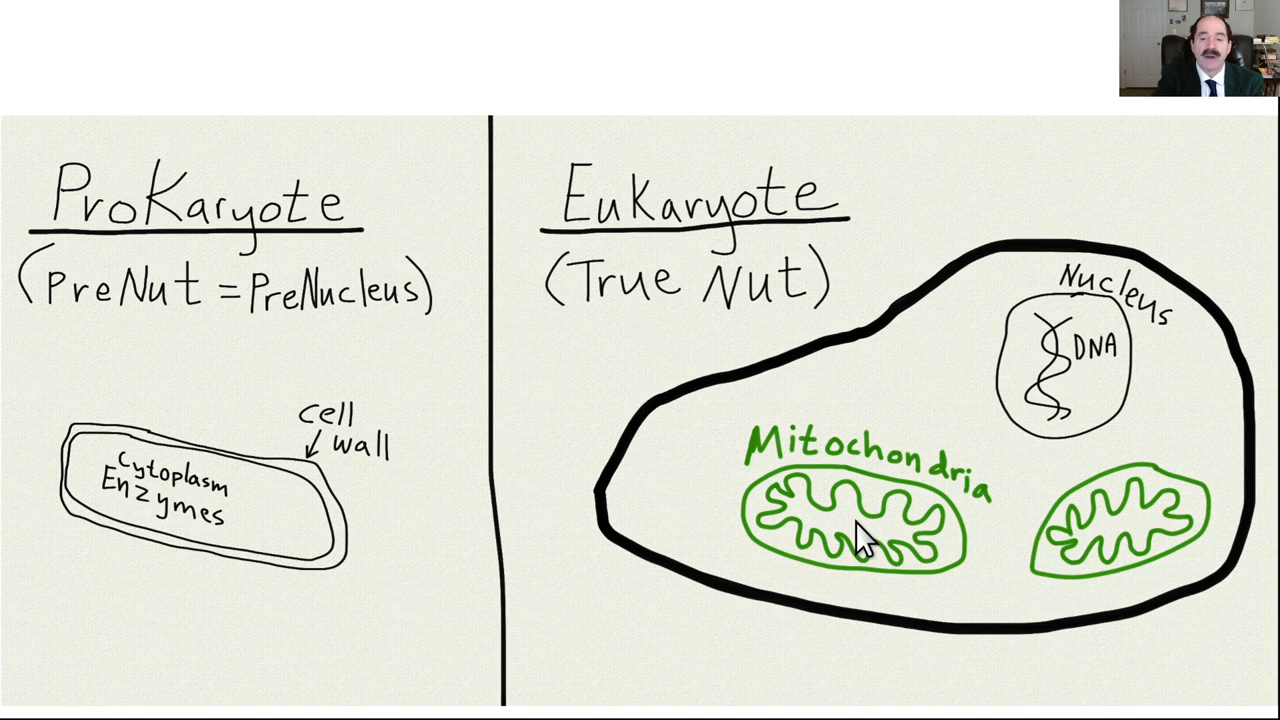 ProKaryote
(PreNut = PreNucleus)
cell
wall
Cytoplasm
Enzymes
EuKaryote
(True Nut)
Nucleus
DNA
Mitochondria